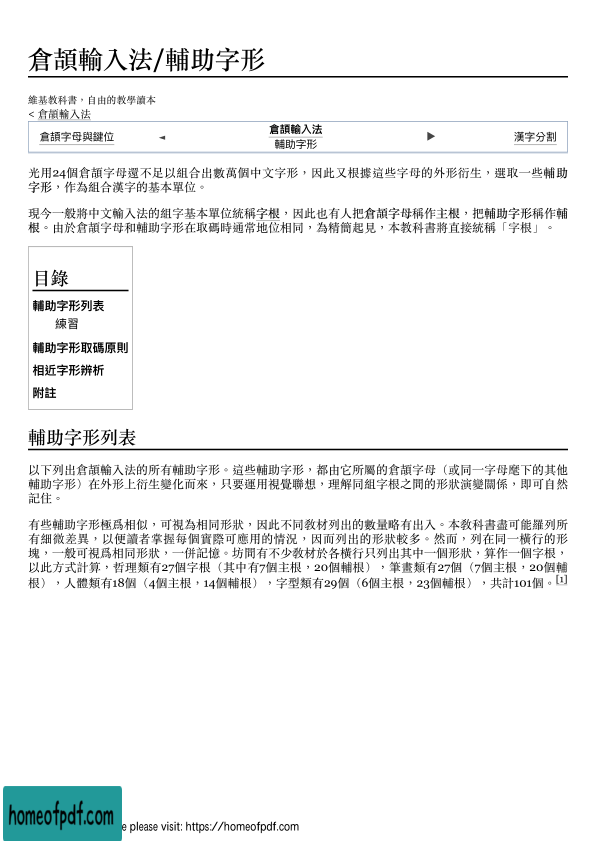 倉頡輸入法/輔助字形
維基教科書，自由的教學讀本
< 倉頡輸入法
倉頡字母與鍵位 ◄ 倉頡輸入法 ► 漢字分割
輔助字形
光用24個倉頡字母還不足以組合出數萬個中文字形，因此又根據這些字母的外形衍生，選取一些輔助
字形，作為組合漢字的基本單位。
現今一般將中文輸入法的組字基本單位統稱字根，因此也有人把倉頡字母稱作主根，把輔助字形稱作輔
根。由於倉頡字母和輔助字形在取碼時通常地位相同，為精簡起見，本教科書將直接統稱「字根」。
目錄
輔助字形列表
練習
輔助字形取碼原則
相近字形辨析
附註
輔助字形列表
以下列出倉頡輸入法的所有輔助字形。這些輔助字形，都由它所屬的倉頡字母（或同一字母麾下的其他
輔助字形）在外形上衍生變化而來，只要運用視覺聯想，理解同組字根之間的形狀演變關係，即可自然
記住。
有些輔助字形極爲相似，可視為相同形狀，因此不同教材列出的數量略有出入。本教科書盡可能羅列所
有細微差異，以便讀者掌握每個實際可應用的情況，因而列出的形狀較多。然而，列在同一橫行的形
塊，一般可視爲相同形狀，一併記憶。坊間有不少教材於各橫行只列出其中一個形狀，算作一個字根，
以此方式計算，哲理類有27個字根（其中有7個主根，20個輔根），筆畫類有27個（7個主根，20個輔
根），人體類有18個（4個主根，14個輔根），字型類有29個（6個主根，23個輔根），共計101個。[1]
homeofpdf.com
e please visit: https://homeofpdf.com